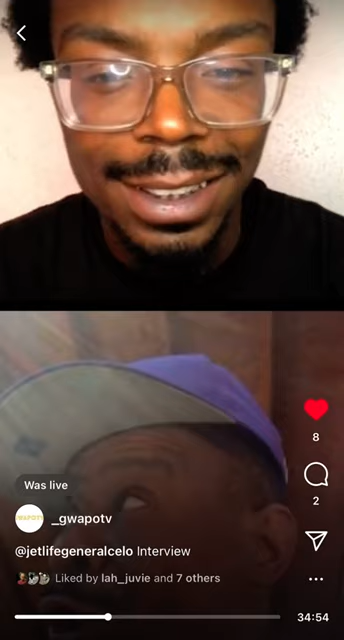 Was live
_gwapotv
@jetlifegeneralcelo Interview
Liked by lah_juvie and 7 others
8
2
34:54